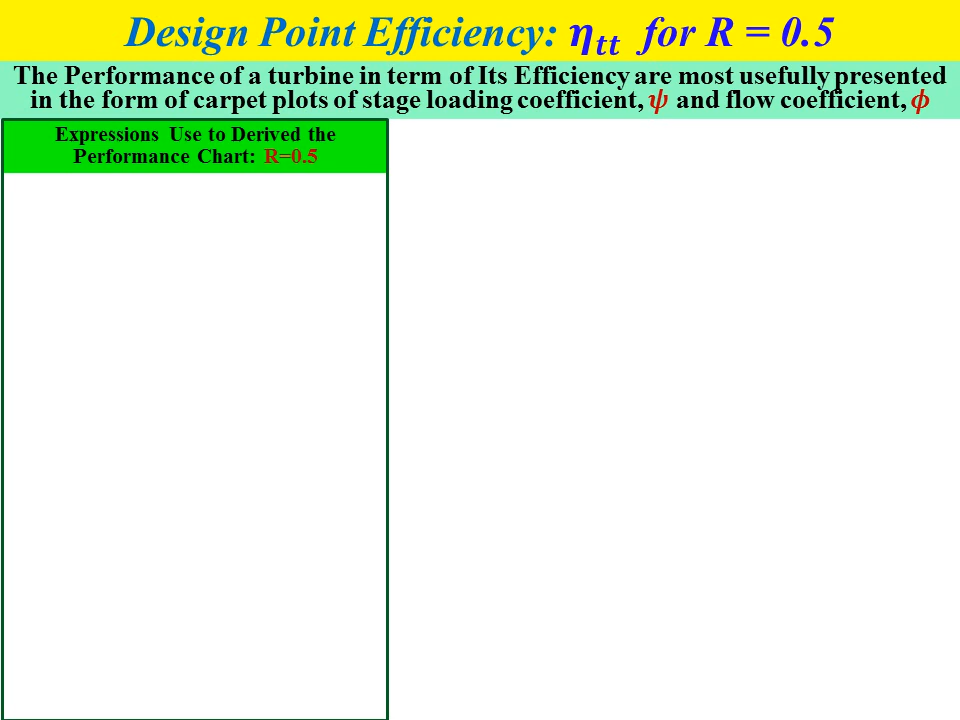 Design Point Efficiency: η_tt for R = 0.5
The Performance of a turbine in term of Its Efficiency are most usefully presented
in the form of carpet plots of stage loading coefficient, ψ and flow coefficient, ϕ
Expressions Use to Derived the
Performance Chart: R=0.5